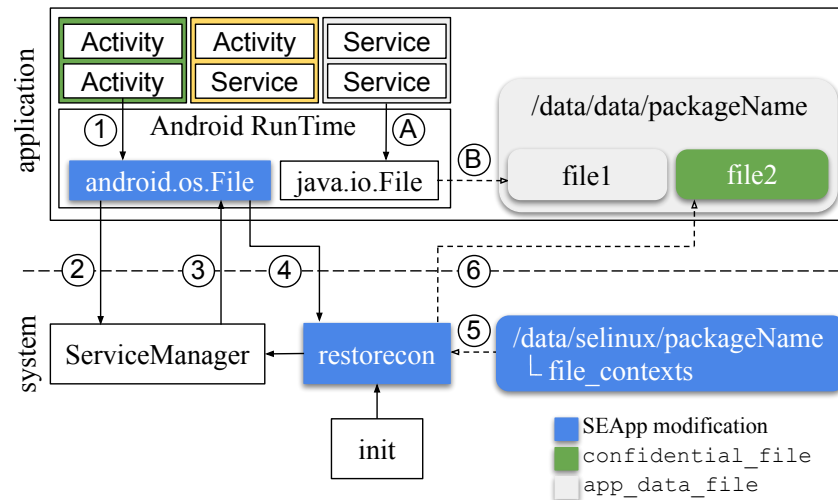 application
Activity
Activity
Activity
Service
Service
Service
1
Android RunTime
A
android.os.File
java.io.File
B
/data/data/packageName
file1
file2
2
3
4
6
system
ServiceManager
restorecon
5
/data/selinux/packageName
file_contexts
init
SEApp modification
confidential_file
app_data_file